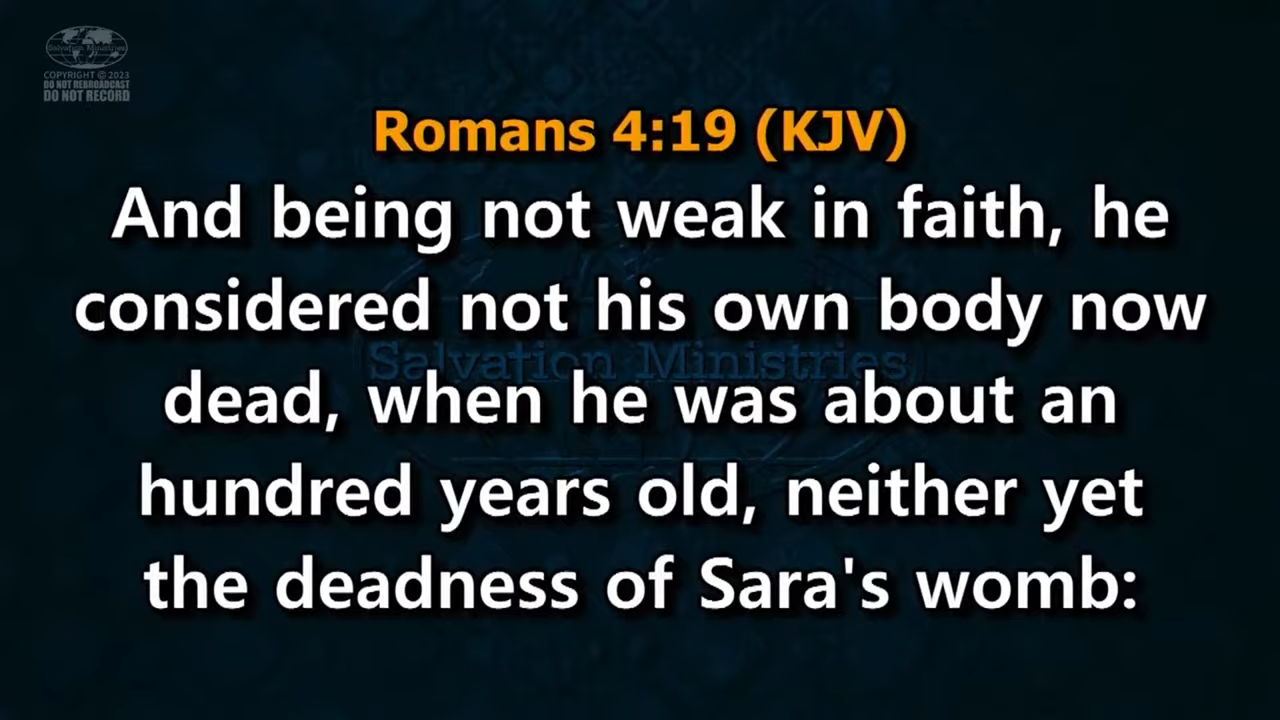 Salvation Ministries
COPYRIGHT © 2023
DO NOT REBROADCAST
DO NOT RECORD
Romans 4:19 (KJV)
And being not weak in faith, he
considered not his own body now
Salvation Ministries
dead, when he was about an
hundred years old, neither yet
the deadness of Sara's womb: